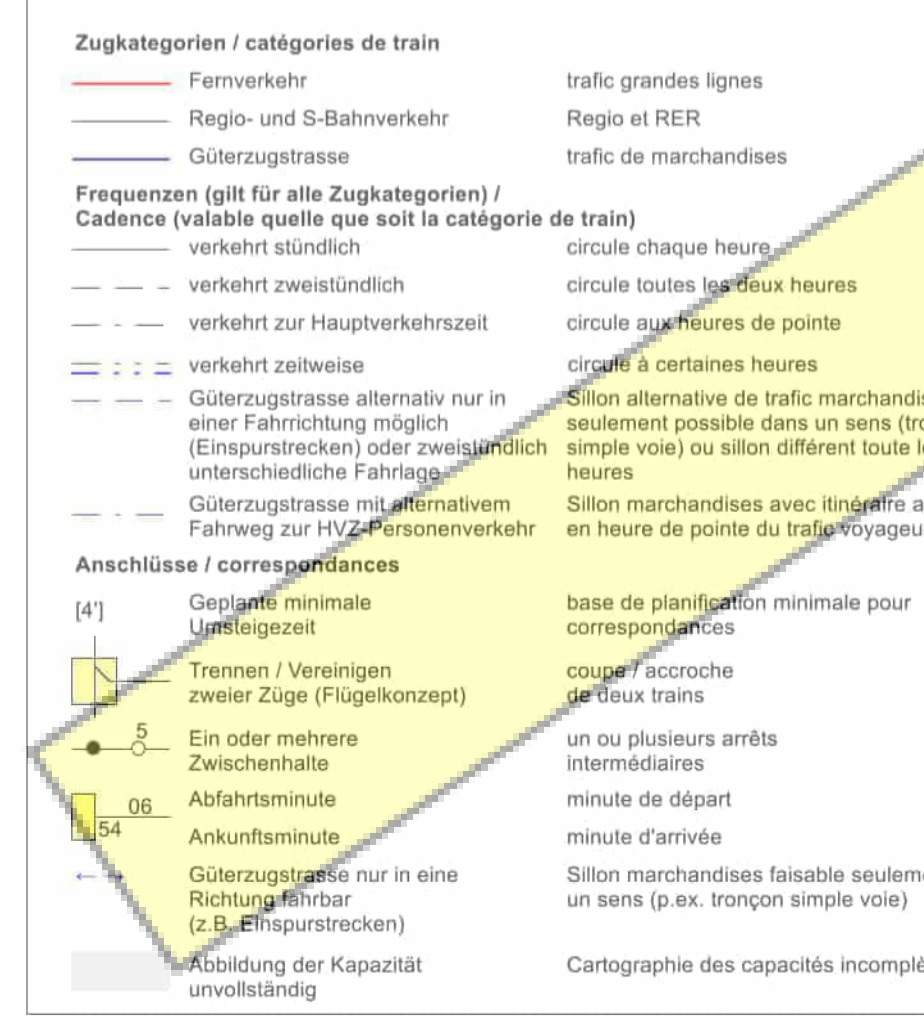 Zugkategorien / catégories de train
Fernverkehr trafic grandes lignes
Regio- und S-Bahnverkehr Regio et RER
Güterzugstrasse trafic de marchandises
Frequenzen (gilt für alle Zugkategorien) /
Cadence (valable quelle que soit la catégorie de train)
verkehrt stündlich circule chaque heure
verkehrt zweistündlich circule toutes les deux heures
verkehrt zur Hauptverkehrszeit circule aux heures de pointe
verkehrt zeitweise circule à certaines heures
Güterzugstrasse alternativ nur in Sillon alternative de trafic
einer Fahrrichtung möglich seulement possible dans un sens
(Einspurstrecken) oder zweistündlich simple voie) ou sillon différent toute
unterschiedliche Fahrlage heures
Güterzugstrasse mit alternativem Sillon marchandises avec itinéraire
Fahrweg zur HVZ-Personenverkehr en heure de pointe du trafic
Anschlüsse / correspondances
[4'] Geplante minimale base de planification minimale pour
Umsteigezeit correspondances
Trennen / Vereinigen coupe / accroche
zweier Züge (Flügelkonzept) de deux trains
5 Ein oder mehrere un ou plusieurs arrêts
Zwischenhalte intermédiaires
06 Abfahrtsminute minute de départ
54 Ankunftsminute minute d'arrivée
Güterzugstrasse nur in eine Sillon marchandises faisable
Richtung fahrbar un sens (p.ex. tronçon simple voie)
(z.B. Einspurstrecken)
Abbildung der Kapazität Cartographie des capacités
unvollständig